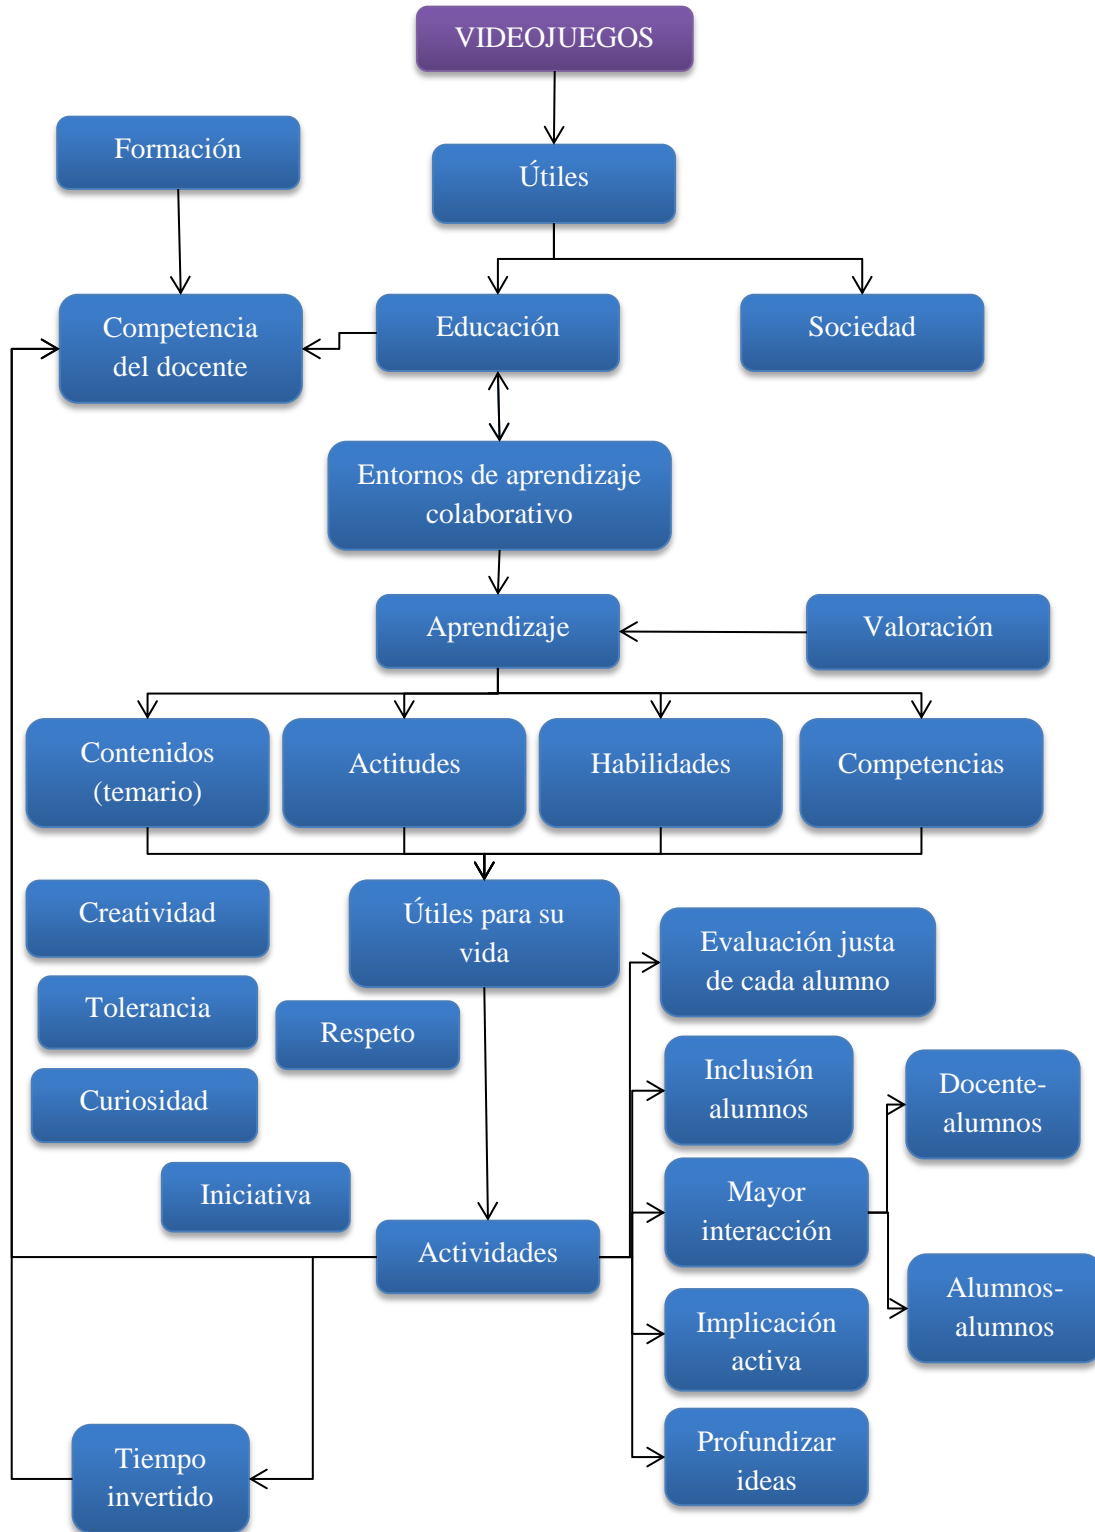 VIDEOJUEGOS
Formación
Útiles
Competencia
del docente
Educación
Sociedad
Entornos de aprendizaje
colaborativo
Aprendizaje
Valoración
Contenidos
(temario)
Actitudes
Habilidades
Competencias
Creatividad
Útiles para su
vida
Evaluación justa
de cada alumno
Tolerancia
Respeto
Curiosidad
Inclusión
alumnos
Docente-
alumnos
Iniciativa
Mayor
interacción
Actividades
Alumnos-
alumnos
Implicación
activa
Tiempo
invertido
Profundizar
ideas